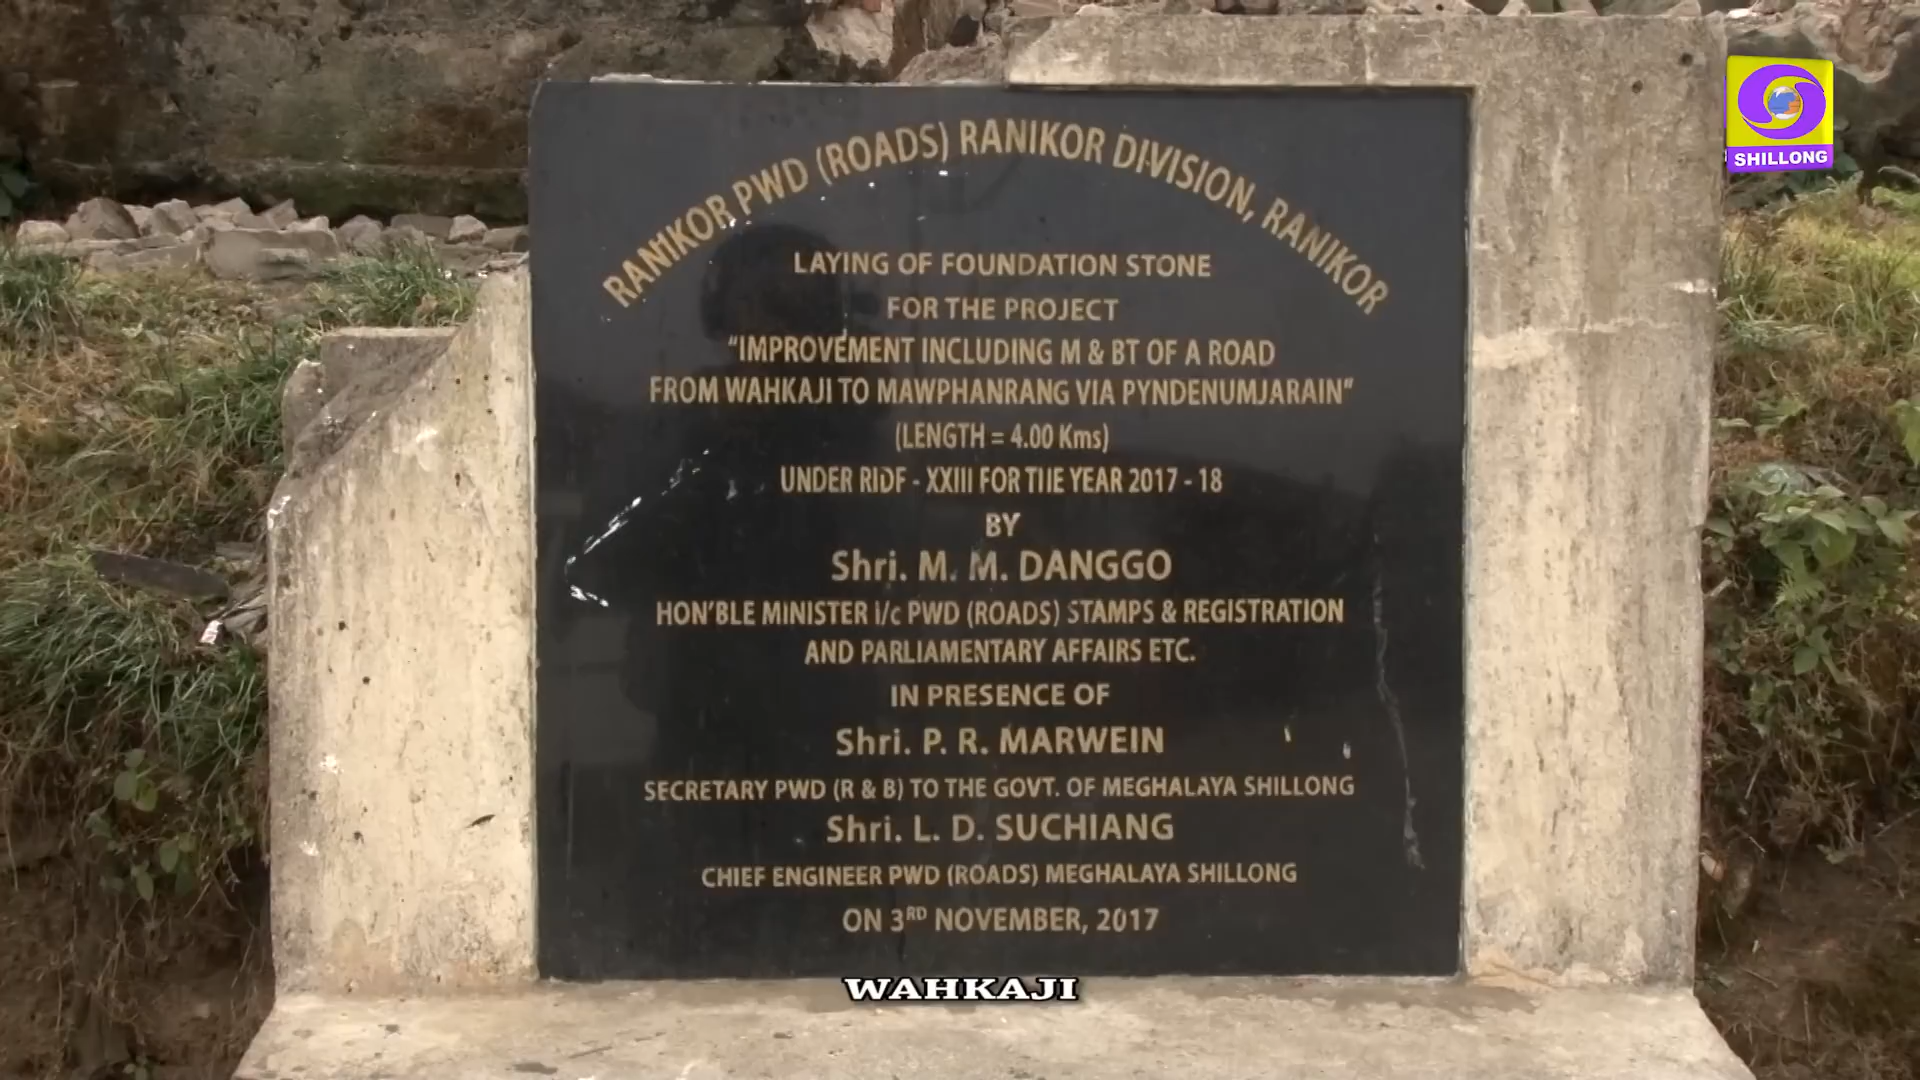 RANIKOR PWD (ROADS) RANIKOR DIVISION, RANIKOR
LAYING OF FOUNDATION STONE
FOR THE PROJECT
"IMPROVEMENT INCLUDING M & BT OF A ROAD
FROM WAHKAJI TO MAWPHANRANG VIA PYNDENUMJARAIN"
(LENGTH = 4.00 Kms)
UNDER RIDF - XXIII FOR THE YEAR 2017 - 18
BY
Shri. M. M. DANGGO
HON'BLE MINISTER i/c PWD (ROADS) STAMPS & REGISTRATION
AND PARLIAMENTARY AFFAIRS ETC.
IN PRESENCE OF
Shri. P. R. MARWEIN
SECRETARY PWD (R & B) TO THE GOVT. OF MEGHALAYA SHILLONG
Shri. L. D. SUCHIANG
CHIEF ENGINEER PWD (ROADS) MEGHALAYA SHILLONG
ON 3RD NOVEMBER, 2017
WAHKAJI
SHILLONG